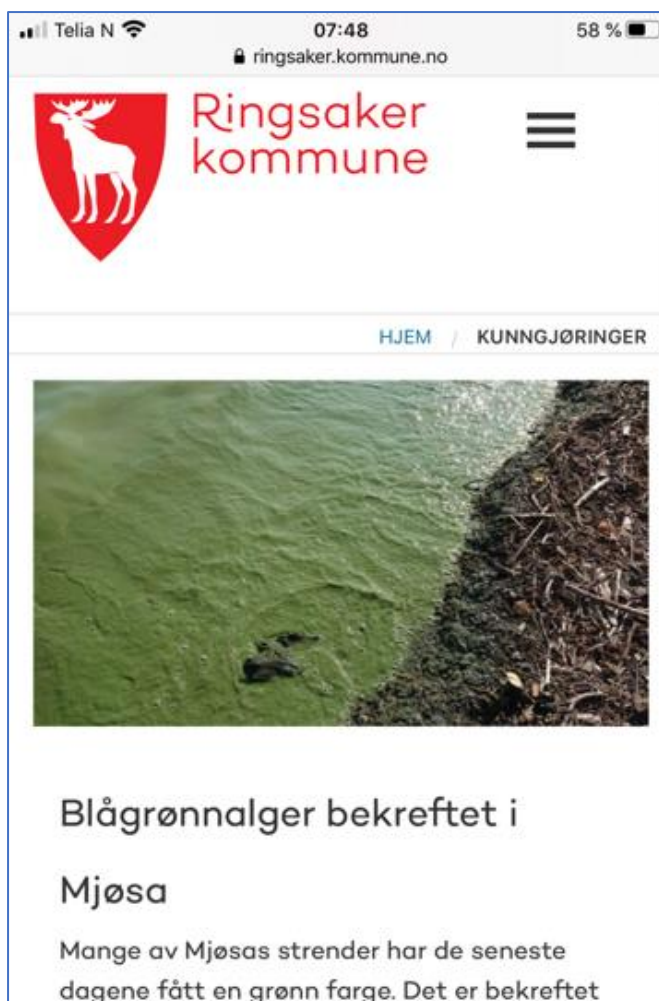 Telia N
07:48
58 %
ringsaker.kommune.no
Ringsaker
kommune
HJEM / KUNNGJØRINGER
Blågrønnalger bekreftet i
Mjøsa
Mange av Mjøsas strender har de seneste
dagene fått en grønn farge. Det er bekreftet